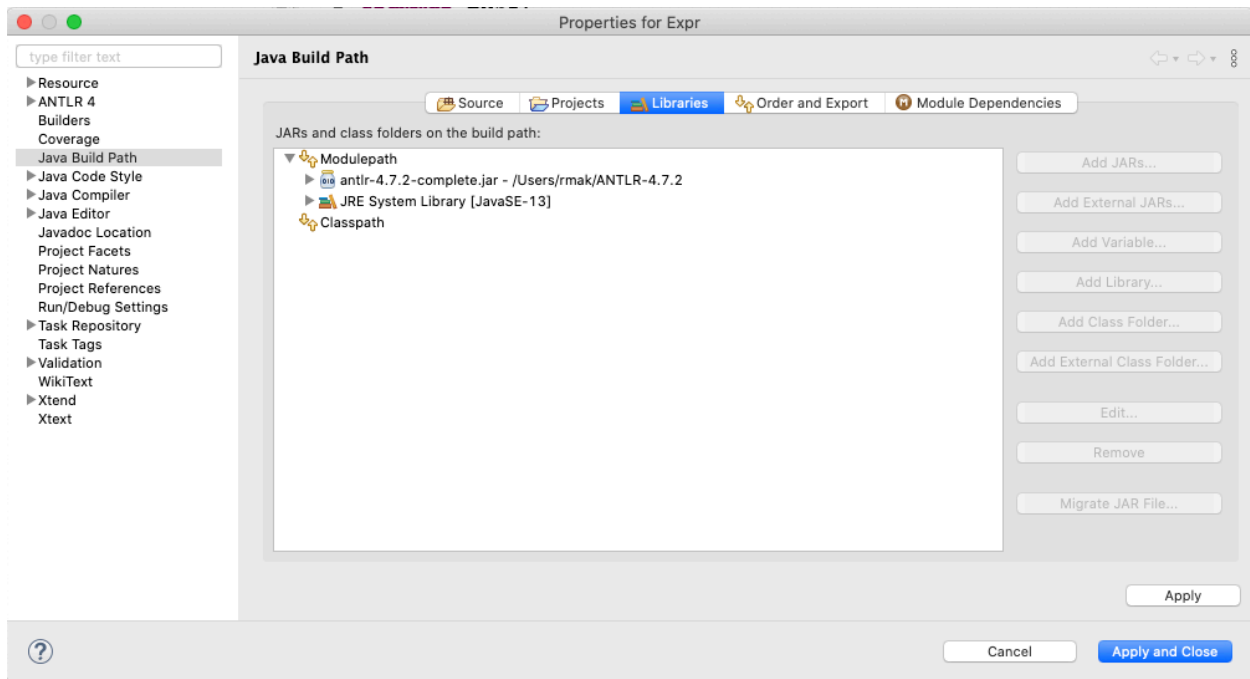 Properties for Expr
type filter text
Resource
ANTLR 4
Builders
Coverage
Java Build Path
Java Code Style
Java Compiler
Java Editor
Javadoc Location
Project Facets
Project Natures
Project References
Run/Debug Settings
Task Repository
Task Tags
Validation
WikiText
Xtend
Xtext
Java Build Path
Source Projects Libraries Order and Export Module Dependencies
JARs and class folders on the build path:
Modulepath
antlr-4.7.2-complete.jar - /Users/rmak/ANTLR-4.7.2
JRE System Library [JavaSE-13]
Classpath
Add JARs...
Add External JARs...
Add Variable...
Add Library...
Add Class Folder...
Add External Class Folder...
Edit...
Remove
Migrate JAR File...
Apply
Cancel Apply and Close